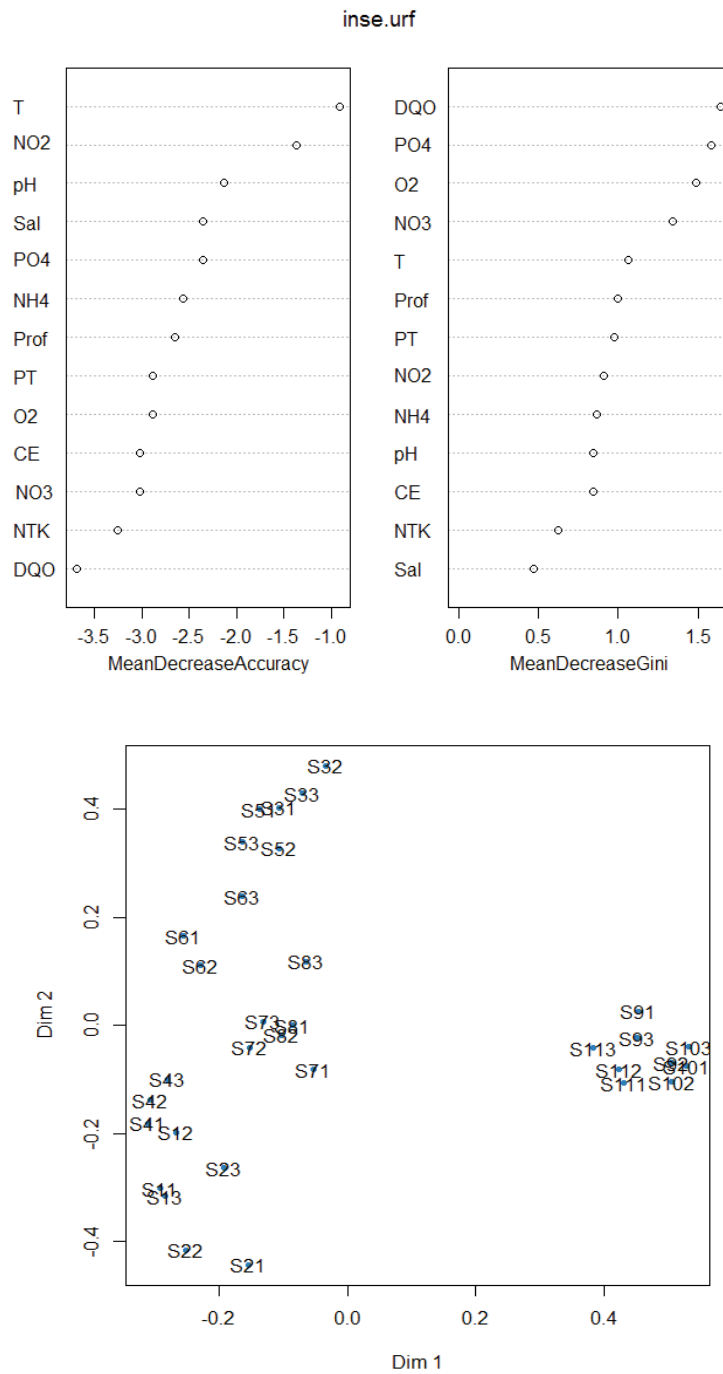 inse.urf
T
NO2
pH
Sal
PO4
NH4
Prof
PT
O2
CE
NO3
NTK
DQO
-3.5 -3.0 -2.5 -2.0 -1.5 -1.0
MeanDecreaseAccuracy
DQO
PO4
O2
NO3
T
Prof
PT
NO2
NH4
pH
CE
NTK
Sal
0.0 0.5 1.0 1.5
MeanDecreaseGini
Dim 2
0.4
0.2
0.0
-0.2
-0.4
S32
S33
S51 S31
S53
S52
S63
S61
S62
S83
S91
S73
S81
S82
S93
S72
S113
S103
S71
S92
S101
S112
S43
S111
S102
S42
S41
S12
S23
S11
S13
S22
S21
-0.2 0.0 0.2 0.4
Dim 1